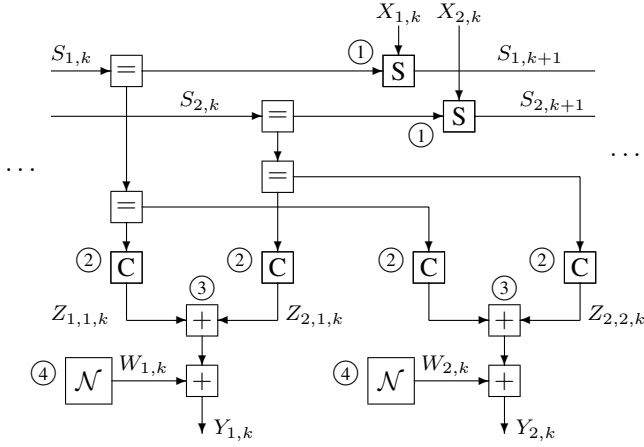 X_{1,k} X_{2,k}
S_{1,k} = ① S S_{1,k+1}
S_{2,k} = ① S S_{2,k+1}
... = ...
=
② C ② C ② C ② C
③ ③
Z_{1,1,k} + Z_{2,1,k} + Z_{2,2,k}
④ 𝒩 W_{1,k} + ④ 𝒩 W_{2,k} +
Y_{1,k} Y_{2,k}